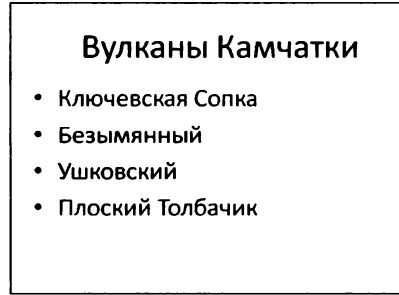 Вулканы Камчатки
• Ключевская Сопка
• Безымянный
• Ушковский
• Плоский Толбачик